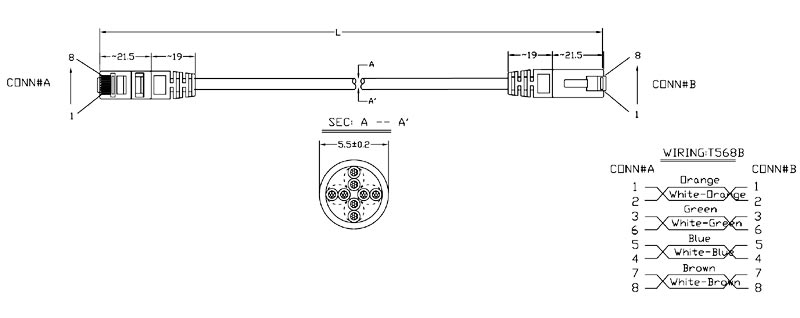 L
~21.5 ~19 ~19 ~21.5
8 A 8
CONN#A CONN#B
1 A' 1
SEC: A -- A'
5.5±0.2
WIRING:T568B
CONN#A CONN#B
Orange
1 1
White-Orange
2 2
Green
3 3
White-Green
6 6
Blue
5 5
White-Blue
4 4
Brown
7 7
White-Brown
8 8